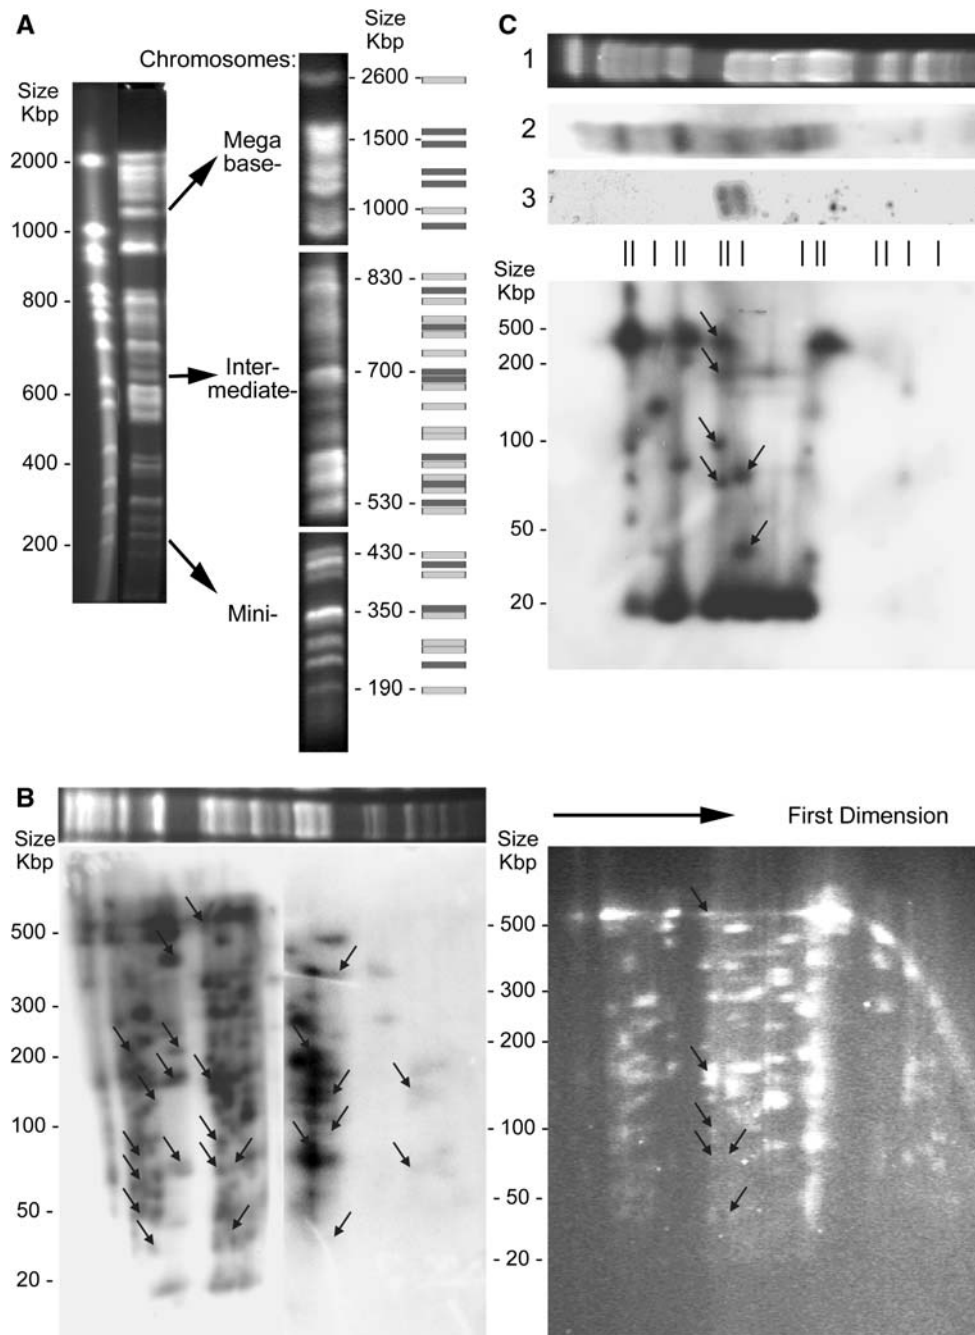 A
Size
Kbp
2000 -
1000 -
800 -
600 -
400 -
300 -
200 -
Chromosomes:
Mega
base-
Inter-
mediate-
Mini-
Size
Kbp
- 2600 -
- 1500 -
- 1000 -
- 830 -
- 700 -
- 530 -
- 430 -
- 350 -
- 190 -
C
1
2
3
Size
Kbp
500 -
200 -
100 -
50 -
20 -
B
Size
Kbp
500 -
300 -
200 -
100 -
50 -
20 -
First Dimension
Size
Kbp
- 500 -
- 300 -
- 200 -
- 100 -
- 50 -
- 20 -